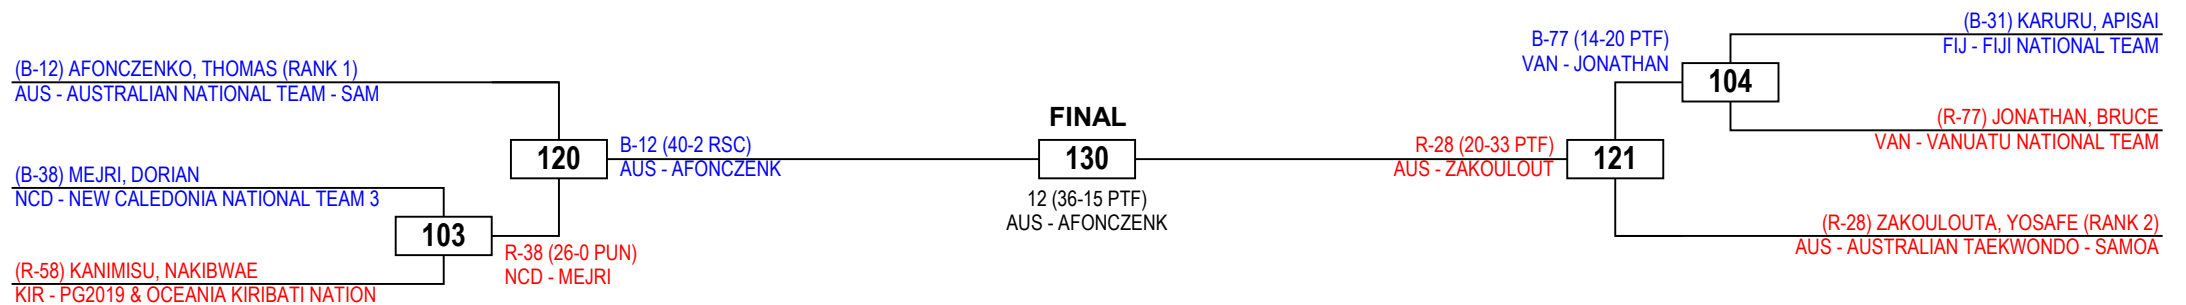 (B-12) AFONCZENKO, THOMAS (RANK 1)
AUS - AUSTRALIAN NATIONAL TEAM - SAM
(B-38) MEJRI, DORIAN
NCD - NEW CALEDONIA NATIONAL TEAM 3
(R-58) KANIMISU, NAKIBWAE
KIR - PG2019 & OCEANIA KIRIBATI NATION
103
R-38 (26-0 PUN)
NCD - MEJRI
120
B-12 (40-2 RSC)
AUS - AFONCZENK
FINAL
130
12 (36-15 PTF)
AUS - AFONCZENK
R-28 (20-33 PTF)
AUS - ZAKOULOUT
121
B-77 (14-20 PTF)
VAN - JONATHAN
104
(B-31) KARURU, APISAI
FIJ - FIJI NATIONAL TEAM
(R-77) JONATHAN, BRUCE
VAN - VANUATU NATIONAL TEAM
(R-28) ZAKOULOUTA, YOSAFE (RANK 2)
AUS - AUSTRALIAN TAEKWONDO - SAMOA